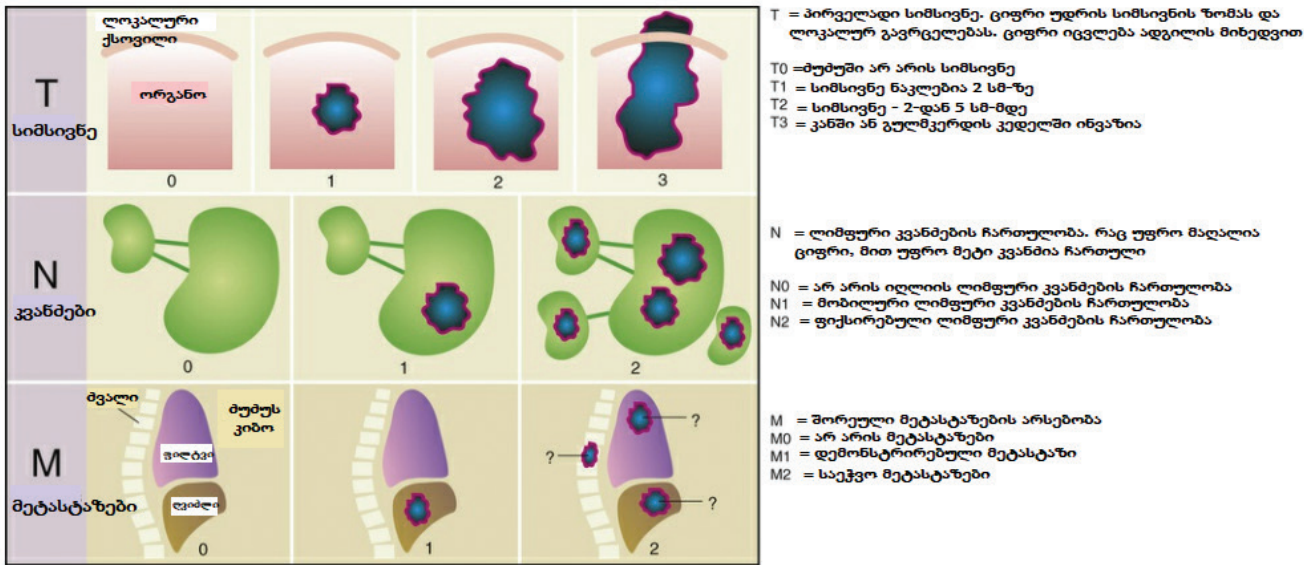 ლოკალური
ქსოვილი
ორგანო
T
სიმსივნე
0
1
2
3
N
კვანძები
0
1
2
ძვალი
ძუძუს
კიბო
ფილტვი
ღვიძლი
M
მეტასტაზები
0
1
2
?
?
?
T = პირველადი სიმსივნე. ციფრი უდრის სიმსივნის ზომას და
ლოკალურ გავრცელებას. ციფრი იცვლება ადგილის მიხედვით
T0 =ძუძუში არ არის სიმსივნე
T1 = სიმსივნე ნაკლებია 2 სმ-ზე
T2 = სიმსივნე - 2-დან 5 სმ-მდე
T3 = კანში ან გულმკერდის კედელში ინვაზია
N = ლიმფური კვანძების ჩართულობა. რაც უფრო მაღალია
ციფრი, მით უფრო მეტი კვანძია ჩართული
N0 = არ არის იღლიის ლიმფური კვანძების ჩართულობა
N1 = მობილური ლიმფური კვანძების ჩართულობა
N2 = ფიქსირებული ლიმფური კვანძების ჩართულობა
M = შორეული მეტასტაზების არსებობა
M0 = არ არის მეტასტაზები
M1 = დემონსტრირებული მეტასტაზი
M2 = საეჭვო მეტასტაზები